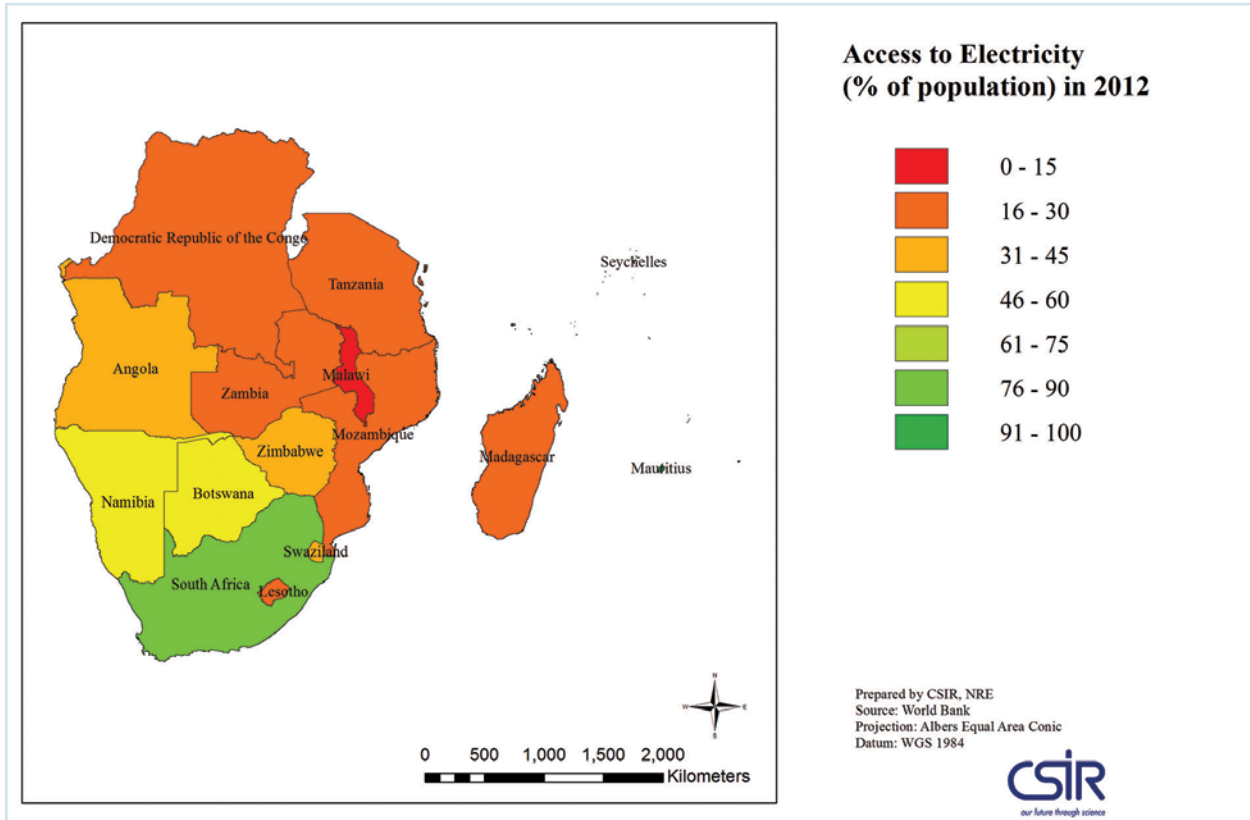 Access to Electricity
(% of population) in 2012
0 - 15
16 - 30
31 - 45
46 - 60
61 - 75
76 - 90
91 - 100
Democratic Republic of the Congo
Seychelles
Tanzania
Angola
Malawi
Zambia
Mozambique
Zimbabwe
Madagascar
Mauritius
Botswana
Namibia
Swaziland
South Africa
Lesotho
N
W E
S
0 500 1,000 1,500 2,000
Kilometers
Prepared by CSIR, NRE
Source: World Bank
Projection: Albers Equal Area Conic
Datum: WGS 1984
CSIR
our future through science